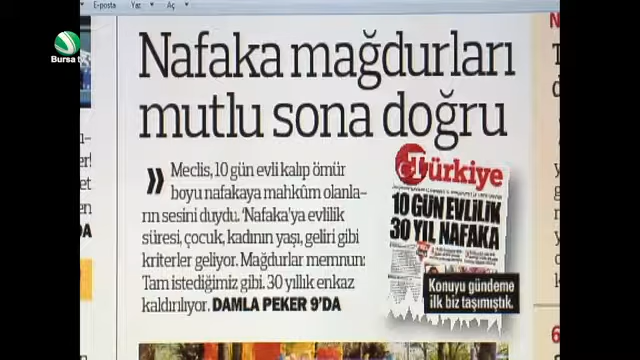 E-posta Yaz Aç
Bursa tv
Nafaka mağdurları
mutlu sona doğru
» Meclis, 10 gün evli kalıp ömür
boyu nafakaya mahkûm olanla-
rın sesini duydu. ‘Nafaka’ya evlilik
süresi, çocuk, kadının yaşı, geliri gibi
kriterler geliyor. Mağdurlar memnun:
Tam istediğimiz gibi. 30 yıllık enkaz
kaldırılıyor. DAMLA PEKER 9’DA
Türkiye
10 GÜN EVLİLİK
30 YIL NAFAKA
Konuyu gündeme
ilk biz taşımıştık.